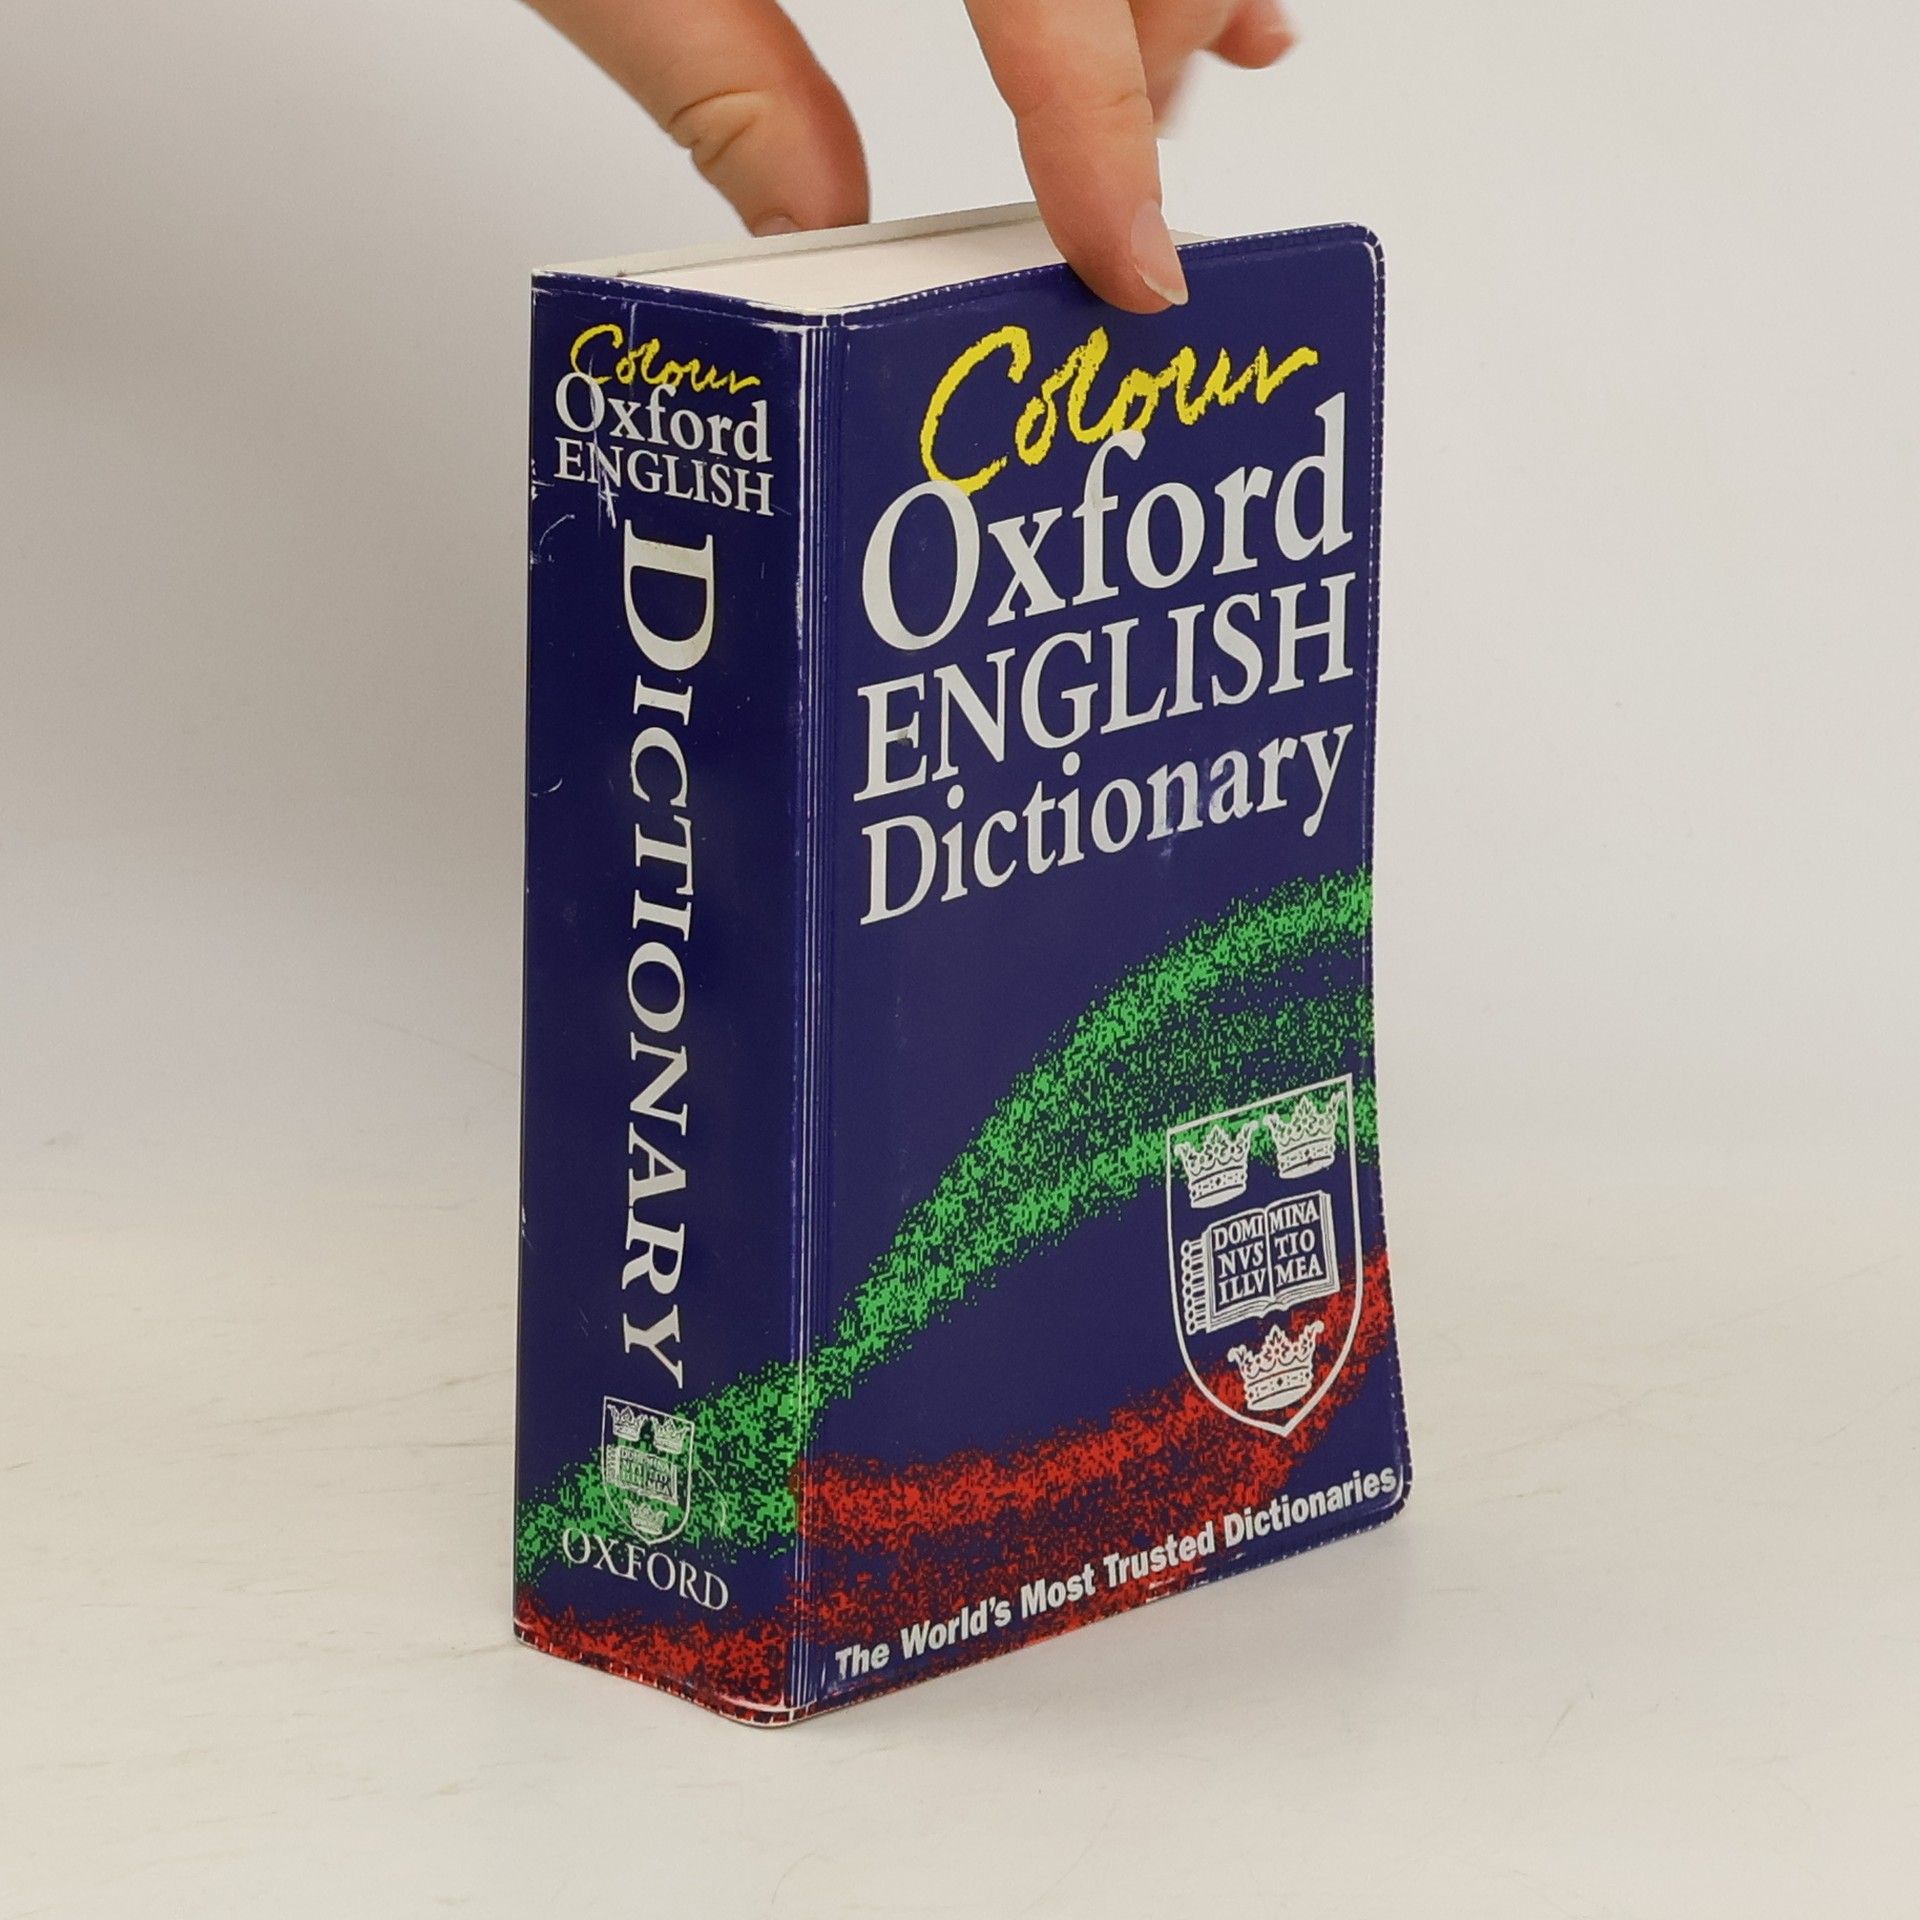 Colour
Oxford
ENGLISH
DICTIONARY
OXFORD
Colour
Oxford
ENGLISH
Dictionary
DOMI MINA
NVS TIO
ILLV MEA
The World's Most Trusted Dictionaries